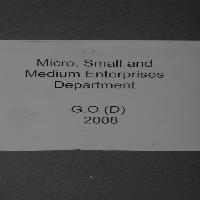 Micro, Small and
Medium Enterprises
Department
G.O (D)
2008